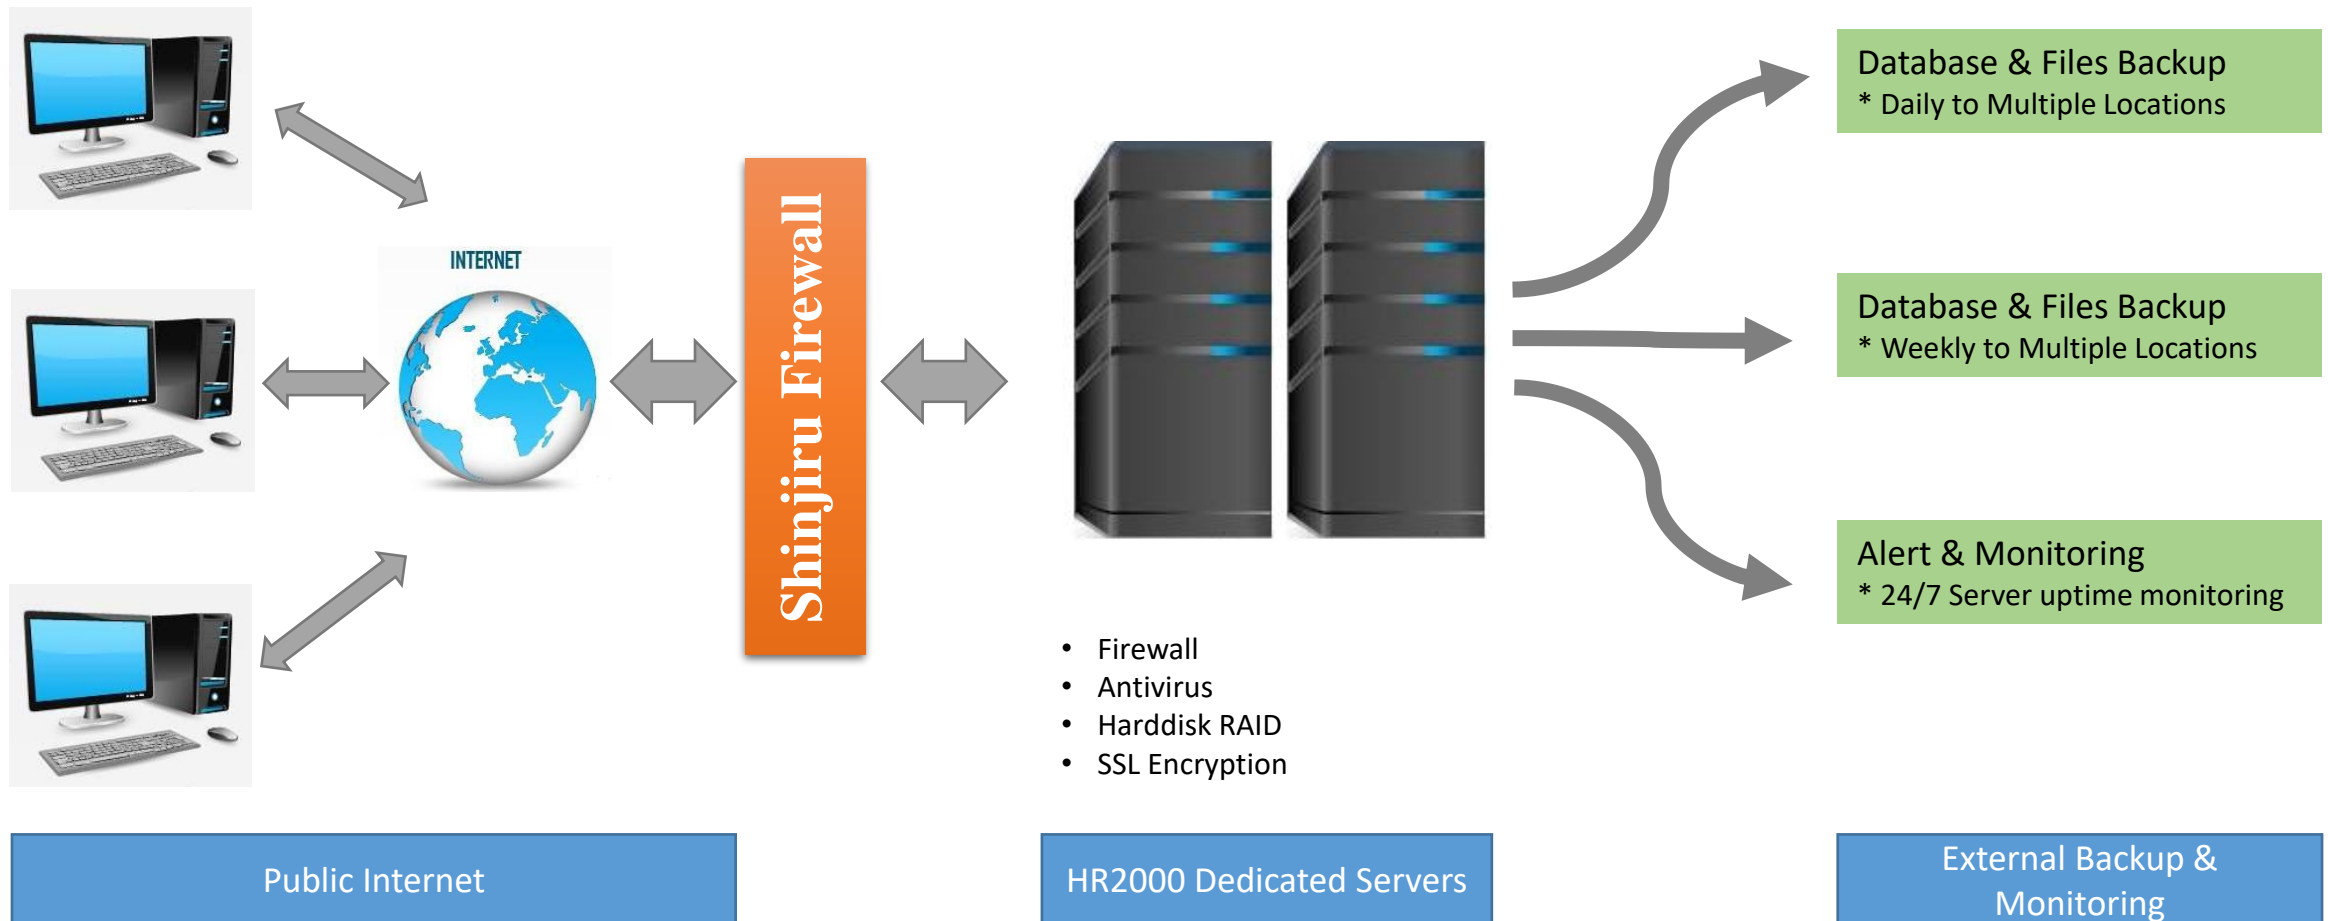 INTERNET
Shinjiru Firewall
• Firewall
• Antivirus
• Harddisk RAID
• SSL Encryption
Database & Files Backup
* Daily to Multiple Locations
Database & Files Backup
* Weekly to Multiple Locations
Alert & Monitoring
* 24/7 Server uptime monitoring
Public Internet
HR2000 Dedicated Servers
External Backup &
Monitoring